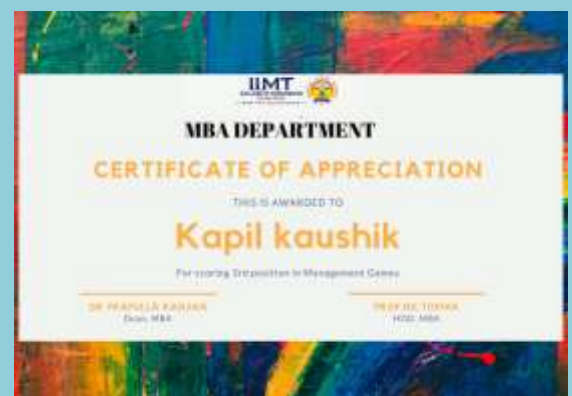 IIMT
MBA DEPARTMENT
CERTIFICATE OF APPRECIATION
THIS IS AWARDED TO
Kapil kaushik
For scoring 3rd position in Management Games
Dean, MBA
HOD, MBA